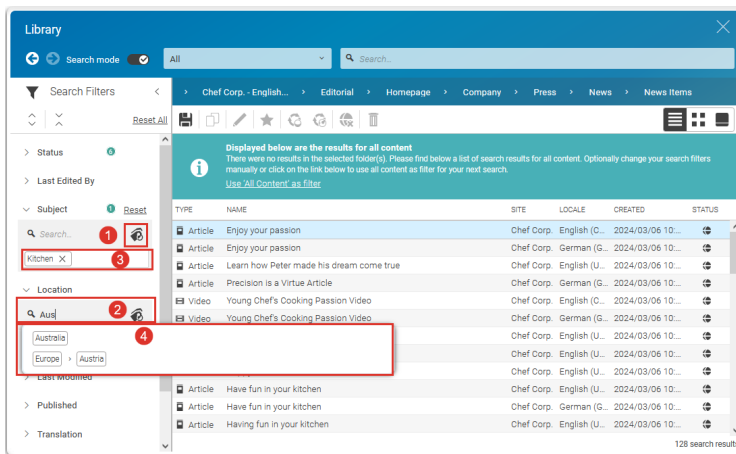 Library
Search mode
All
Search...
Search Filters
Chef Corp. - English... > Editorial > Homepage > Company > Press > News > News Items
Reset All
Status 6
Last Edited By
Subject 1 Reset
Search... 1
Kitchen X 3
Location
Aus 2
4
Australia
Europe > Austria
Last Modified
Published
Translation
Displayed below are the results for all content
There were no results in the selected folder(s). Please find below a list of search results for all content. Optionally change your search filters
manually or click on the link below to use all content as filter for your next search.
Use 'All Content' as filter
TYPE NAME SITE LOCALE CREATED STATUS
Article Enjoy your passion Chef Corp. English (C... 2024/03/06 10:...
Article Enjoy your passion Chef Corp. German (G... 2024/03/06 10:...
Article Learn how Peter made his dream come true Chef Corp. English (U... 2024/03/06 10:...
Article Precision is a Virtue Article Chef Corp. German (G... 2024/03/06 10:...
Video Young Chef's Cooking Passion Video Chef Corp. English (C... 2024/03/06 10:...
Video Young Chef's Cooking Passion Video Chef Corp. German (G... 2024/03/06 10:...
Chef Corp. English (U... 2024/03/06 10:...
Chef Corp. English (U... 2024/03/06 10:...
Chef Corp. English (U... 2024/03/06 10:...
Article Have fun in your kitchen Chef Corp. English (U... 2024/03/06 10:...
Article Have fun in your kitchen Chef Corp. German (G... 2024/03/06 10:...
Article Having fun in your kitchen Chef Corp. English (U... 2024/03/06 10:...
128 search results